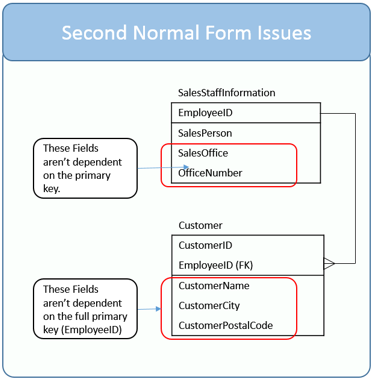 Second Normal Form Issues
SalesStaffInformation
EmployeeID
SalesPerson
SalesOffice
OfficeNumber
These Fields
aren't dependent
on the primary
key.
Customer
CustomerID
EmployeeID (FK)
CustomerName
CustomerCity
CustomerPostalCode
These Fields
aren't dependent
on the full primary
key (EmployeeID)